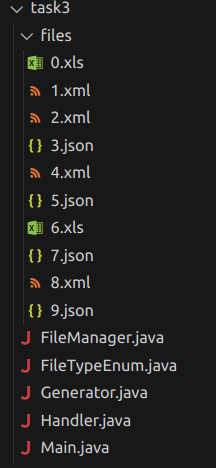 task3
files
0.xls
1.xml
2.xml
3.json
4.xml
5.json
6.xls
7.json
8.xml
9.json
FileManager.java
FileTypeEnum.java
Generator.java
Handler.java
Main.java